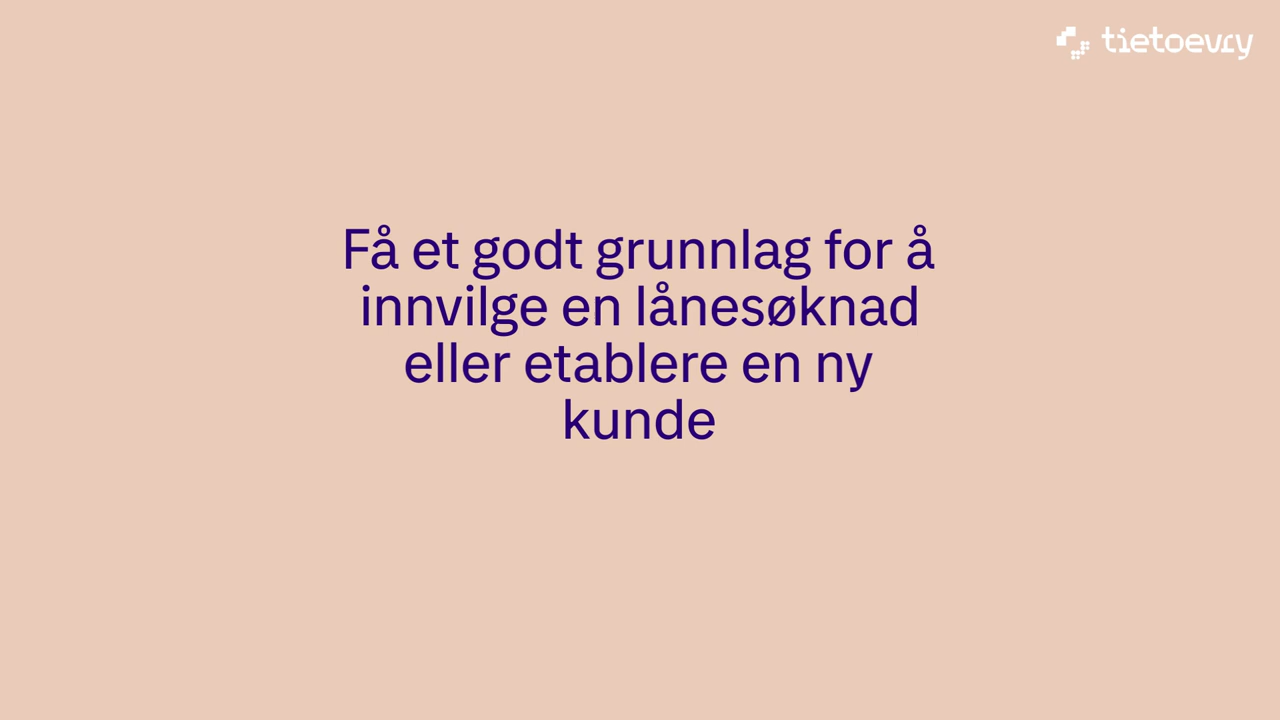 tietoevry
Få et godt grunnlag for å
innvilge en lånesøknad
eller etablere en ny
kunde